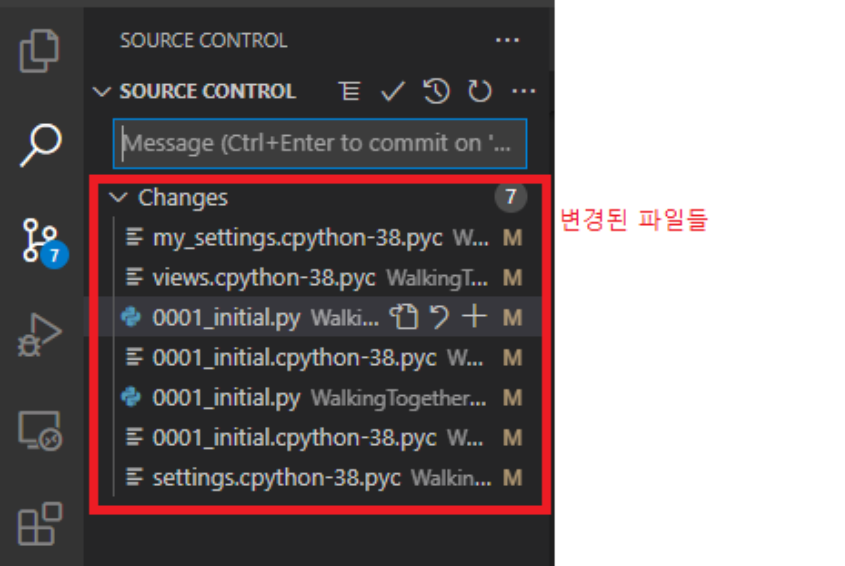 SOURCE CONTROL ...
SOURCE CONTROL ...
Message (Ctrl+Enter to commit on '...
Changes 7
변경된 파일들
my_settings.cpython-38.pyc W... M
7
views.cpython-38.pyc WalkingT... M
0001_initial.py Walki... M
0001_initial.cpython-38.pyc W... M
0001_initial.py WalkingTogether... M
0001_initial.cpython-38.pyc W... M
settings.cpython-38.pyc Walkin... M